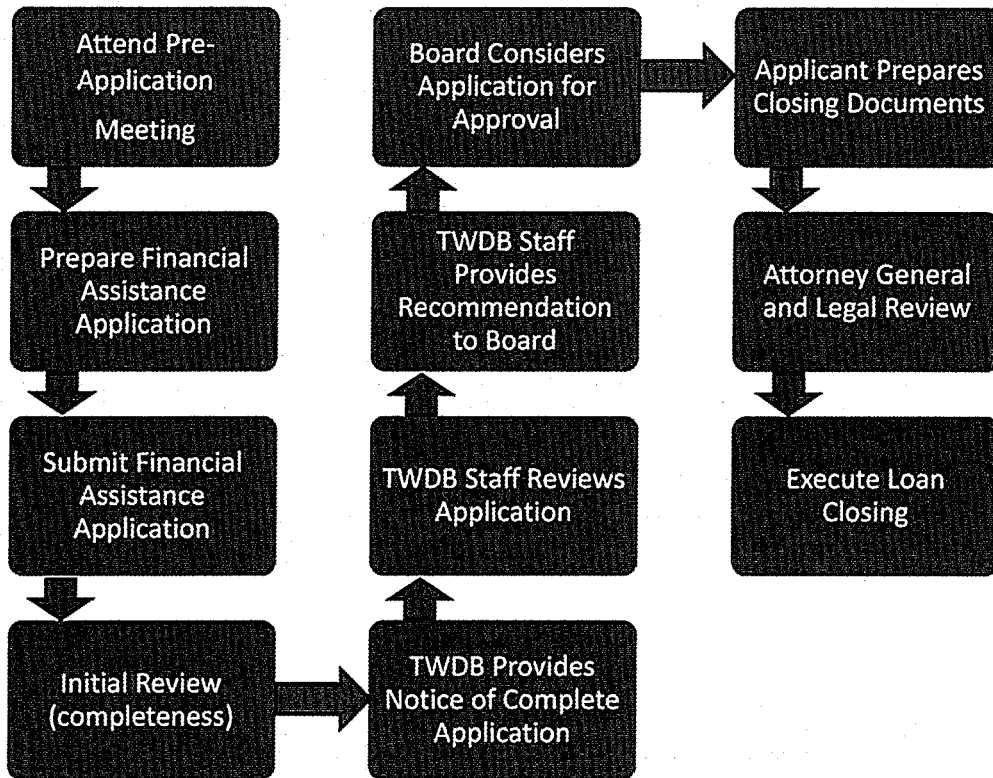 Attend Pre-
Application
Meeting
Prepare Financial
Assistance
Application
Submit Financial
Assistance
Application
Initial Review
(completeness)
TWDB Provides
Notice of Complete
Application
TWDB Staff Reviews
Application
TWDB Staff
Provides
Recommendation
to Board
Board Considers
Application for
Approval
Applicant Prepares
Closing Documents
Attorney General
and Legal Review
Execute Loan
Closing